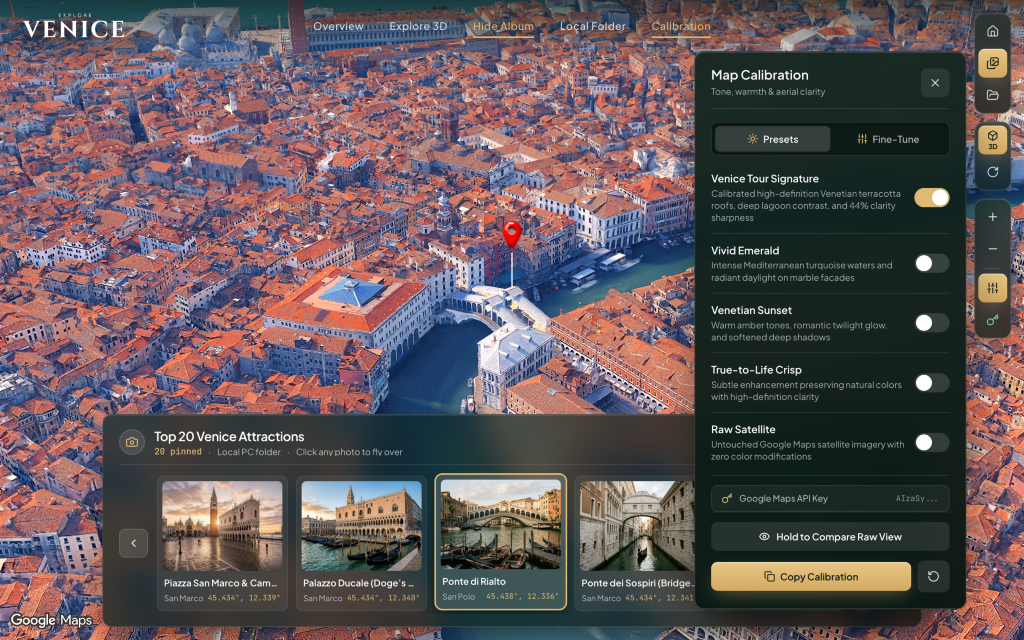 EXPLORE
VENICE
Overview
Explore 3D
Hide Album
Local Folder
Calibration
Map Calibration
Tone, warmth & aerial clarity
Presets
Fine-Tune
3D
Venice Tour Signature
Calibrated high-definition Venetian terracotta
roofs, deep lagoon contrast, and 44% clarity
sharpness
Vivid Emerald
Intense Mediterranean turquoise waters and
radiant daylight on marble facades
Venetian Sunset
Warm amber tones, romantic twilight glow,
and softened deep shadows
True-to-Life Crisp
Subtle enhancement preserving natural colors
with high-definition clarity
Raw Satellite
Untouched Google Maps satellite imagery with
zero color modifications
Google Maps API Key
AIzaSy...
Hold to Compare Raw View
Copy Calibration
Top 20 Venice Attractions
20 pinned · Local PC folder · Click any photo to fly over
Piazza San Marco & Cam...
San Marco 45.434°, 12.339°
Palazzo Ducale (Doge's ...
San Marco 45.434°, 12.340°
Ponte di Rialto
San Polo 45.438°, 12.336°
Ponte dei Sospiri (Bridge
San Marco 45.434°, 12.341
Google Maps